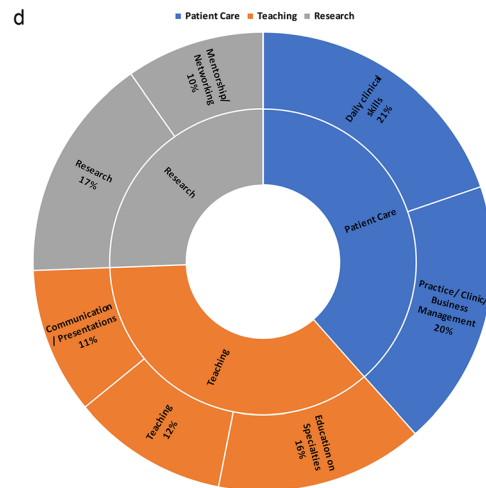 d
Patient Care Teaching Research
Mentorship/
Networking
10%
Daily clinical
skills
21%
Research
17%
Research
Patient Care
Practice/ Clinic/
Business
Management
20%
Communication
/ Presentations
11%
Teaching
Teaching
12%
Education on
Specialties
16%